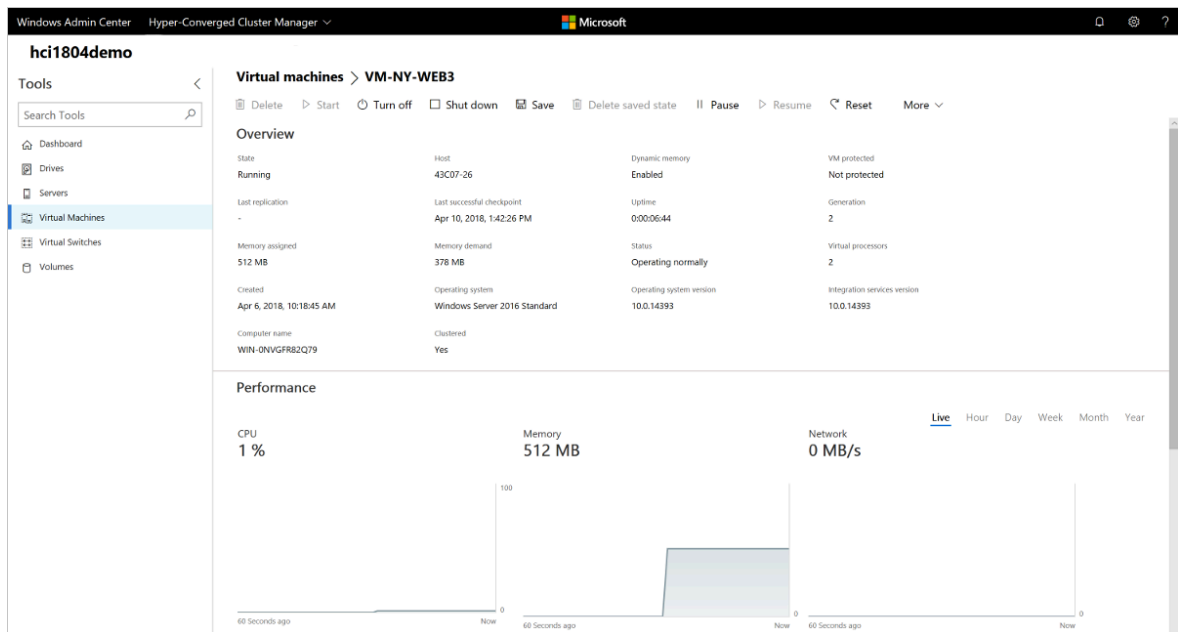 Windows Admin Center Hyper-Converged Cluster Manager Microsoft ?
hci1804demo
Tools
Search Tools
Dashboard
Drives
Servers
Virtual Machines
Virtual Switches
Volumes
Virtual machines > VM-NY-WEB3
Delete Start Turn off Shut down Save Delete saved state Pause Resume Reset More
Overview
State Host Dynamic memory VM protected
Running 43C07-26 Enabled Not protected
Last replication Last successful checkpoint Uptime Generation
- Apr 10, 2018, 1:42:26 PM 0:00:06:44 2
Memory assigned Memory demand Status Virtual processors
512 MB 378 MB Operating normally 2
Created Operating system Operating system version Integration services version
Apr 6, 2018, 10:18:45 AM Windows Server 2016 Standard 10.0.14393 10.0.14393
Computer name Clustered
WIN-0NVGFR82Q79 Yes
Performance
Live Hour Day Week Month Year
CPU Memory Network
1 % 512 MB 0 MB/s
100
0 0 0
60 Seconds ago Now 60 Seconds ago Now 60 Seconds ago Now